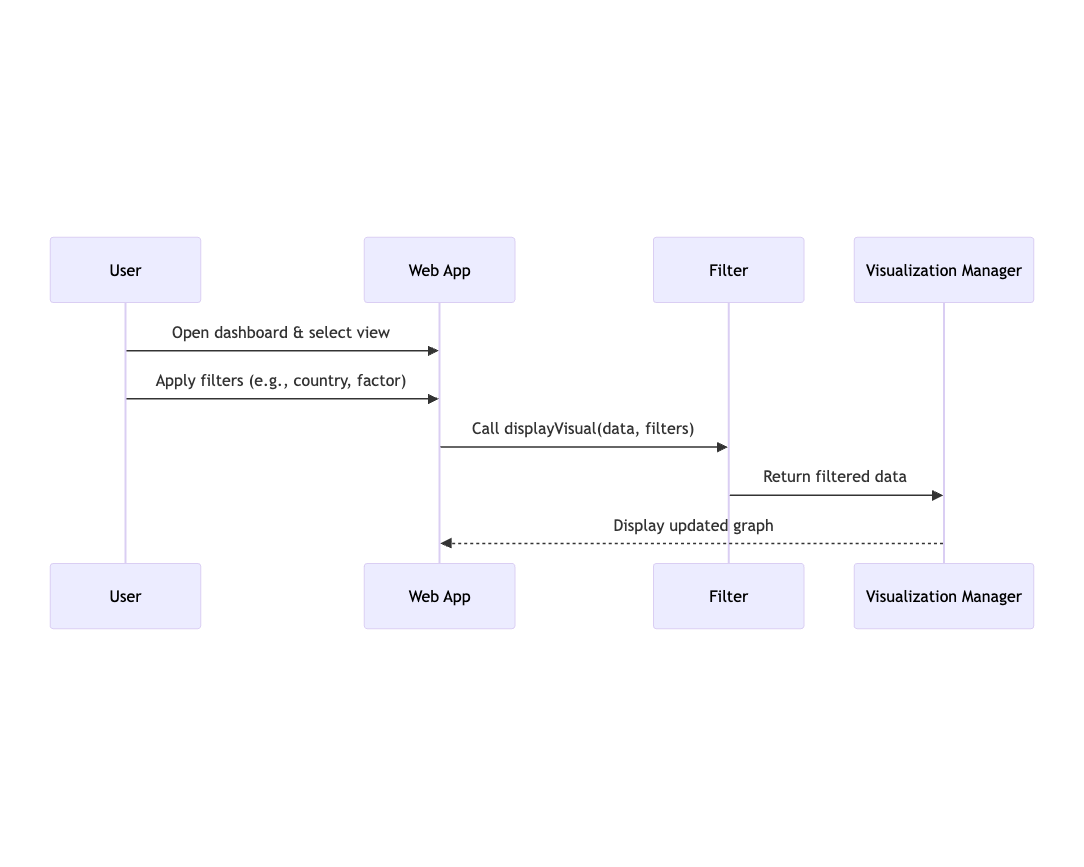 User
Web App
Filter
Visualization Manager
Open dashboard & select view
Apply filters (e.g., country, factor)
Call displayVisual(data, filters)
Return filtered data
Display updated graph
User
Web App
Filter
Visualization Manager